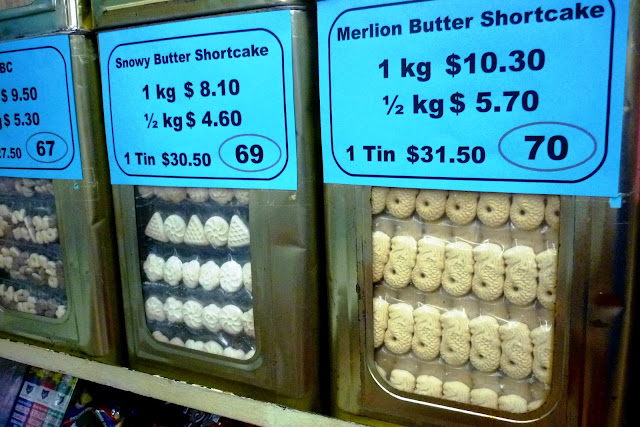 BC
$ 9.50
g$ 5.30
27.50 67
Snowy Butter Shortcake
1 kg $ 8.10
½ kg $ 4.60
1 Tin $30.50 69
Merlion Butter Shortcake
1 kg $10.30
½ kg $ 5.70
1 Tin $31.50 70